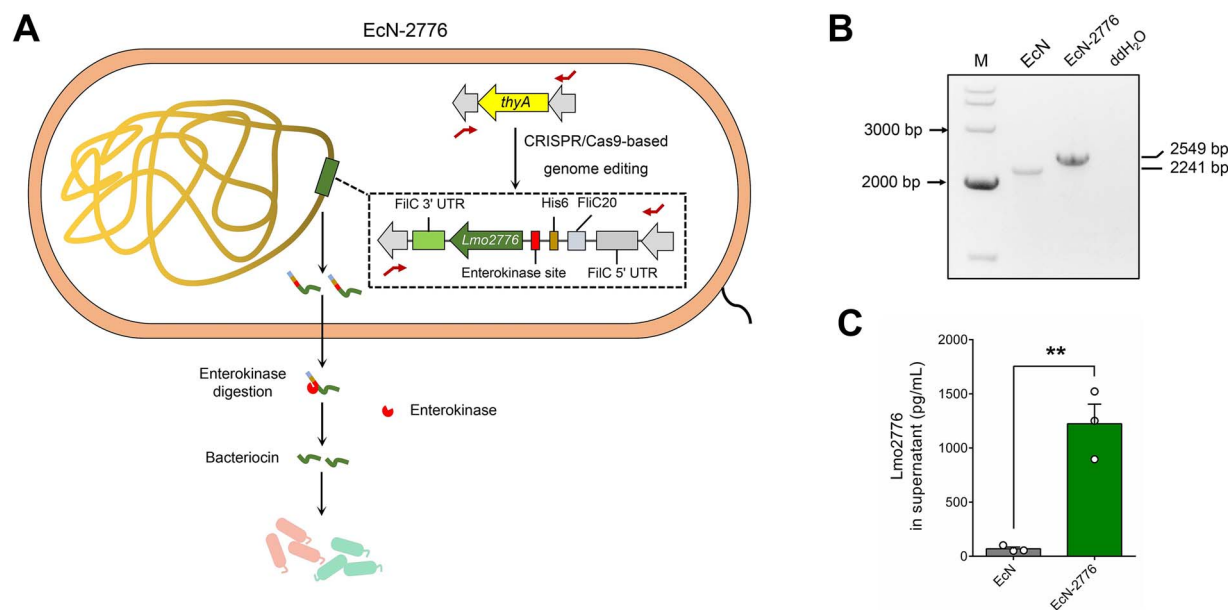 A
EcN-2776
thyA
CRISPR/Cas9-based
genome editing
FilC 3' UTR
His6
FliC20
Lmo2776
Enterokinase site
FilC 5' UTR
Enterokinase
digestion
Enterokinase
Bacteriocin
B
M
EcN
EcN-2776
ddH₂O
3000 bp
2000 bp
2549 bp
2241 bp
C
**
Lmo2776
in supernatant (pg/mL)
2000
1500
1000
500
0
EcN
EcN-2776